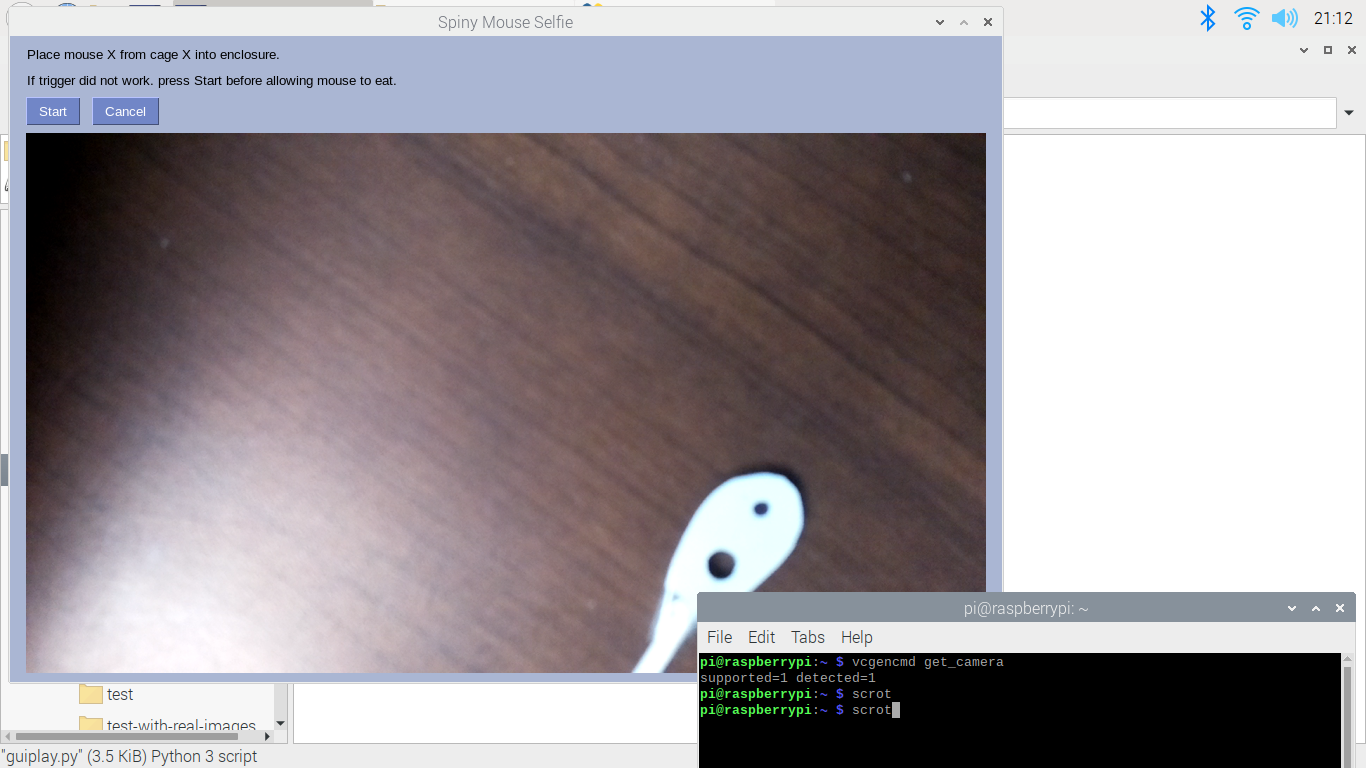 Spiny Mouse Selfie
21:12
Place mouse X from cage X into enclosure.
If trigger did not work. press Start before allowing mouse to eat.
Start Cancel
pi@raspberrypi: ~
File Edit Tabs Help
pi@raspberrypi:~ $ vcgencmd get_camera
supported=1 detected=1
pi@raspberrypi:~ $ scrot
pi@raspberrypi:~ $ scrot
test
test-with-real-images
"guiplay.py" (3.5 KiB) Python 3 script